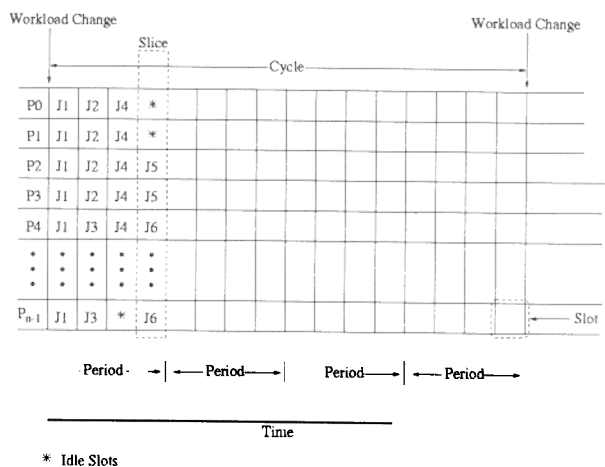 Workload Change
Workload Change
Slice
Cycle
P0 J1 J2 J4 *
P1 J1 J2 J4 *
P2 J1 J2 J4 J5
P3 J1 J2 J4 J5
P4 J1 J3 J4 J6
Pn-1 J1 J3 * J6
Slot
Period Period Period Period
Time
* Idle Slots